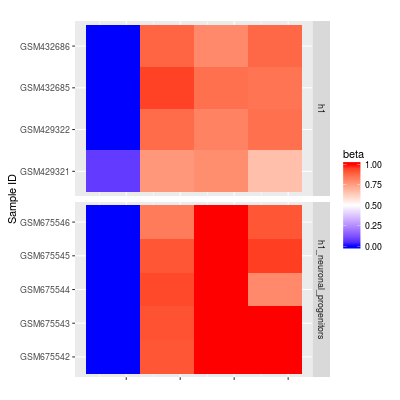 GSM432686
GSM432685
GSM429322
GSM429321
h1
GSM675546
GSM675545
GSM675544
GSM675543
GSM675542
h1_neuronal_progenitors
Sample ID
beta
1.00
0.75
0.50
0.25
0.00